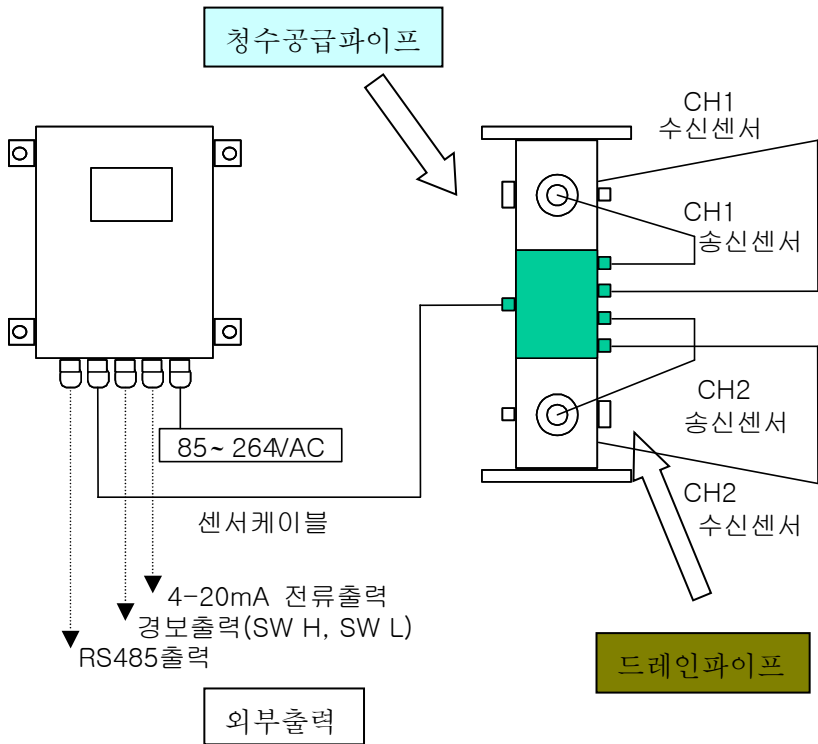 청수공급파이프
CH1
수신센서
CH1
송신센서
CH2
송신센서
85~264VAC
CH2
수신센서
센서케이블
4-20mA 전류출력
경보출력(SW H, SW L)
RS485출력
드레인파이프
외부출력